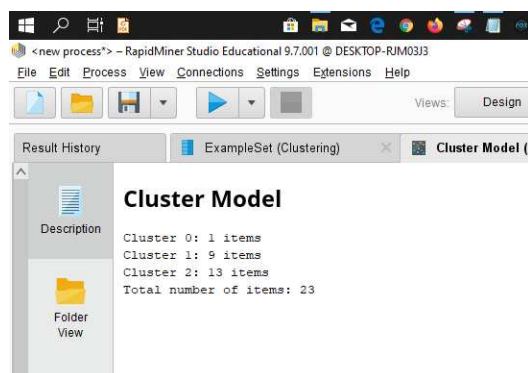 <new process*> – RapidMiner Studio Educational 9.7.001 @ DESKTOP-RJM03J3
File Edit Process View Connections Settings Extensions Help
Views: Design
Result History ExampleSet (Clustering) Cluster Model (
Cluster Model
Description
Cluster 0: 1 items
Cluster 1: 9 items
Cluster 2: 13 items
Total number of items: 23
Folder
View